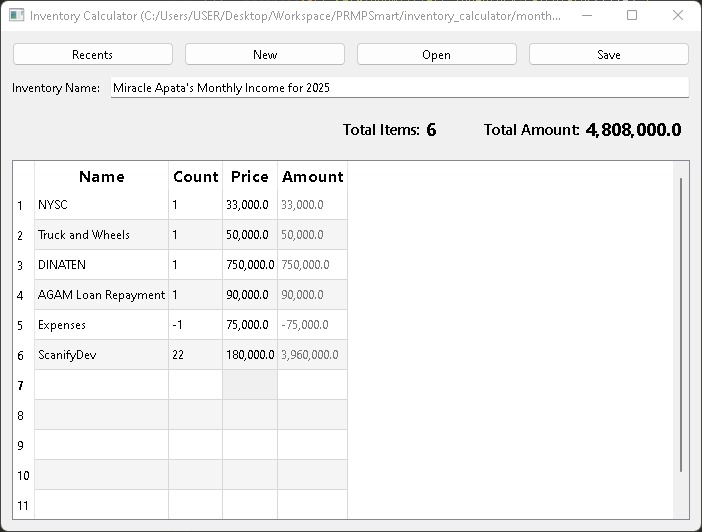 Inventory Calculator (C:/Users/USER/Desktop/Workspace/PRMPSmart/inventory_calculator/month...
Recents New Open Save
Inventory Name: Miracle Apata's Monthly Income for 2025
Total Items: 6 Total Amount: 4,808,000.0
Name Count Price Amount
1 NYSC 1 33,000.0 33,000.0
2 Truck and Wheels 1 50,000.0 50,000.0
3 DINATEN 1 750,000.0 750,000.0
4 AGAM Loan Repayment 1 90,000.0 90,000.0
5 Expenses -1 75,000.0 -75,000.0
6 ScanifyDev 22 180,000.0 3,960,000.0
7
8
9
10
11